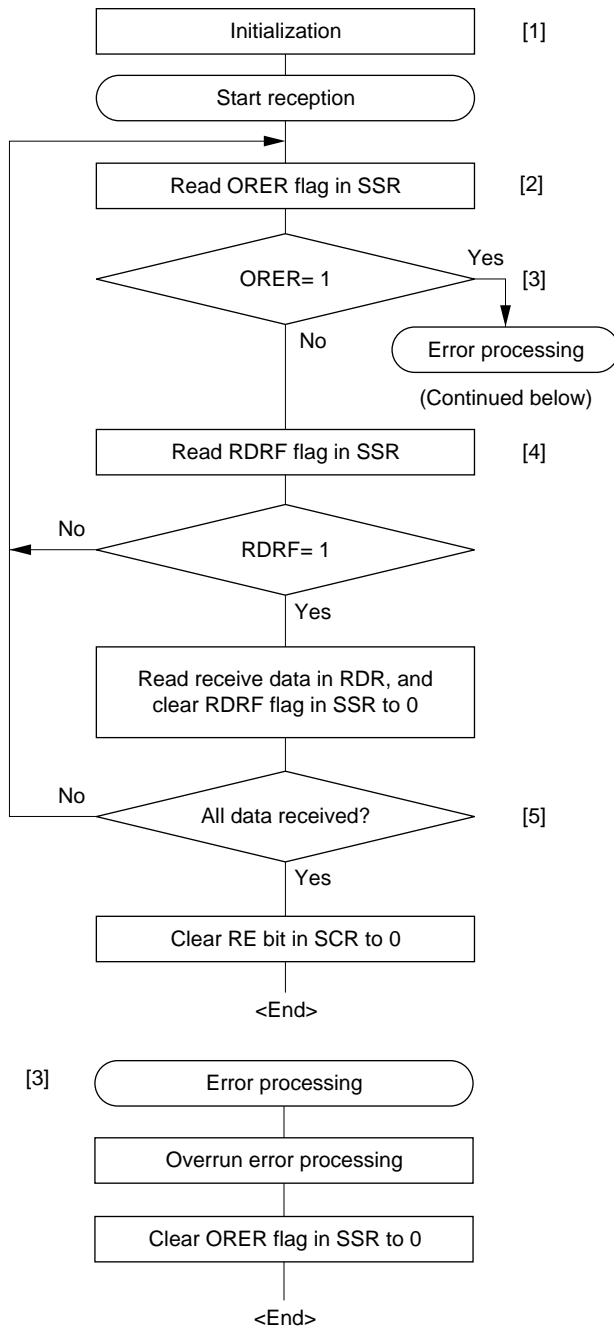 Initialization [1]
Start reception
Read ORER flag in SSR [2]
Yes
ORER= 1 [3]
No
Error processing
(Continued below)
Read RDRF flag in SSR [4]
No
RDRF= 1
Yes
Read receive data in RDR, and
clear RDRF flag in SSR to 0
No
All data received? [5]
Yes
Clear RE bit in SCR to 0
<End>
[3] Error processing
Overrun error processing
Clear ORER flag in SSR to 0
<End>